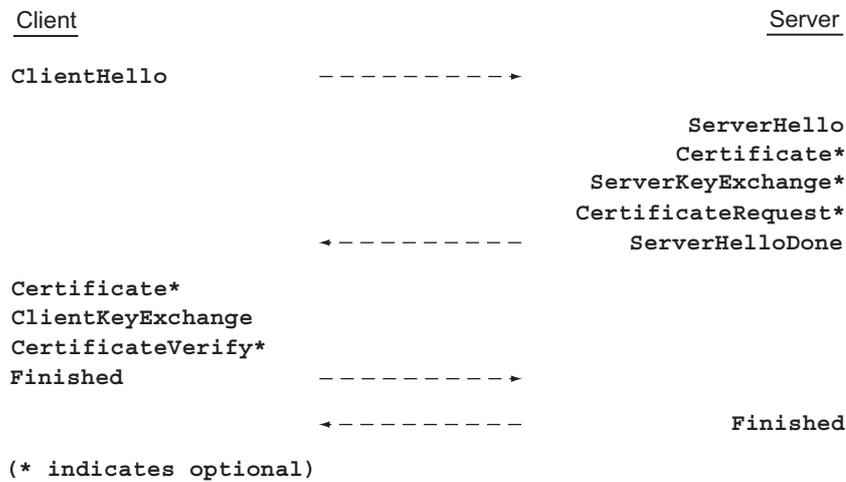 Client Server
ClientHello
ServerHello
Certificate*
ServerKeyExchange*
CertificateRequest*
ServerHelloDone
Certificate*
ClientKeyExchange
CertificateVerify*
Finished
Finished
(* indicates optional)